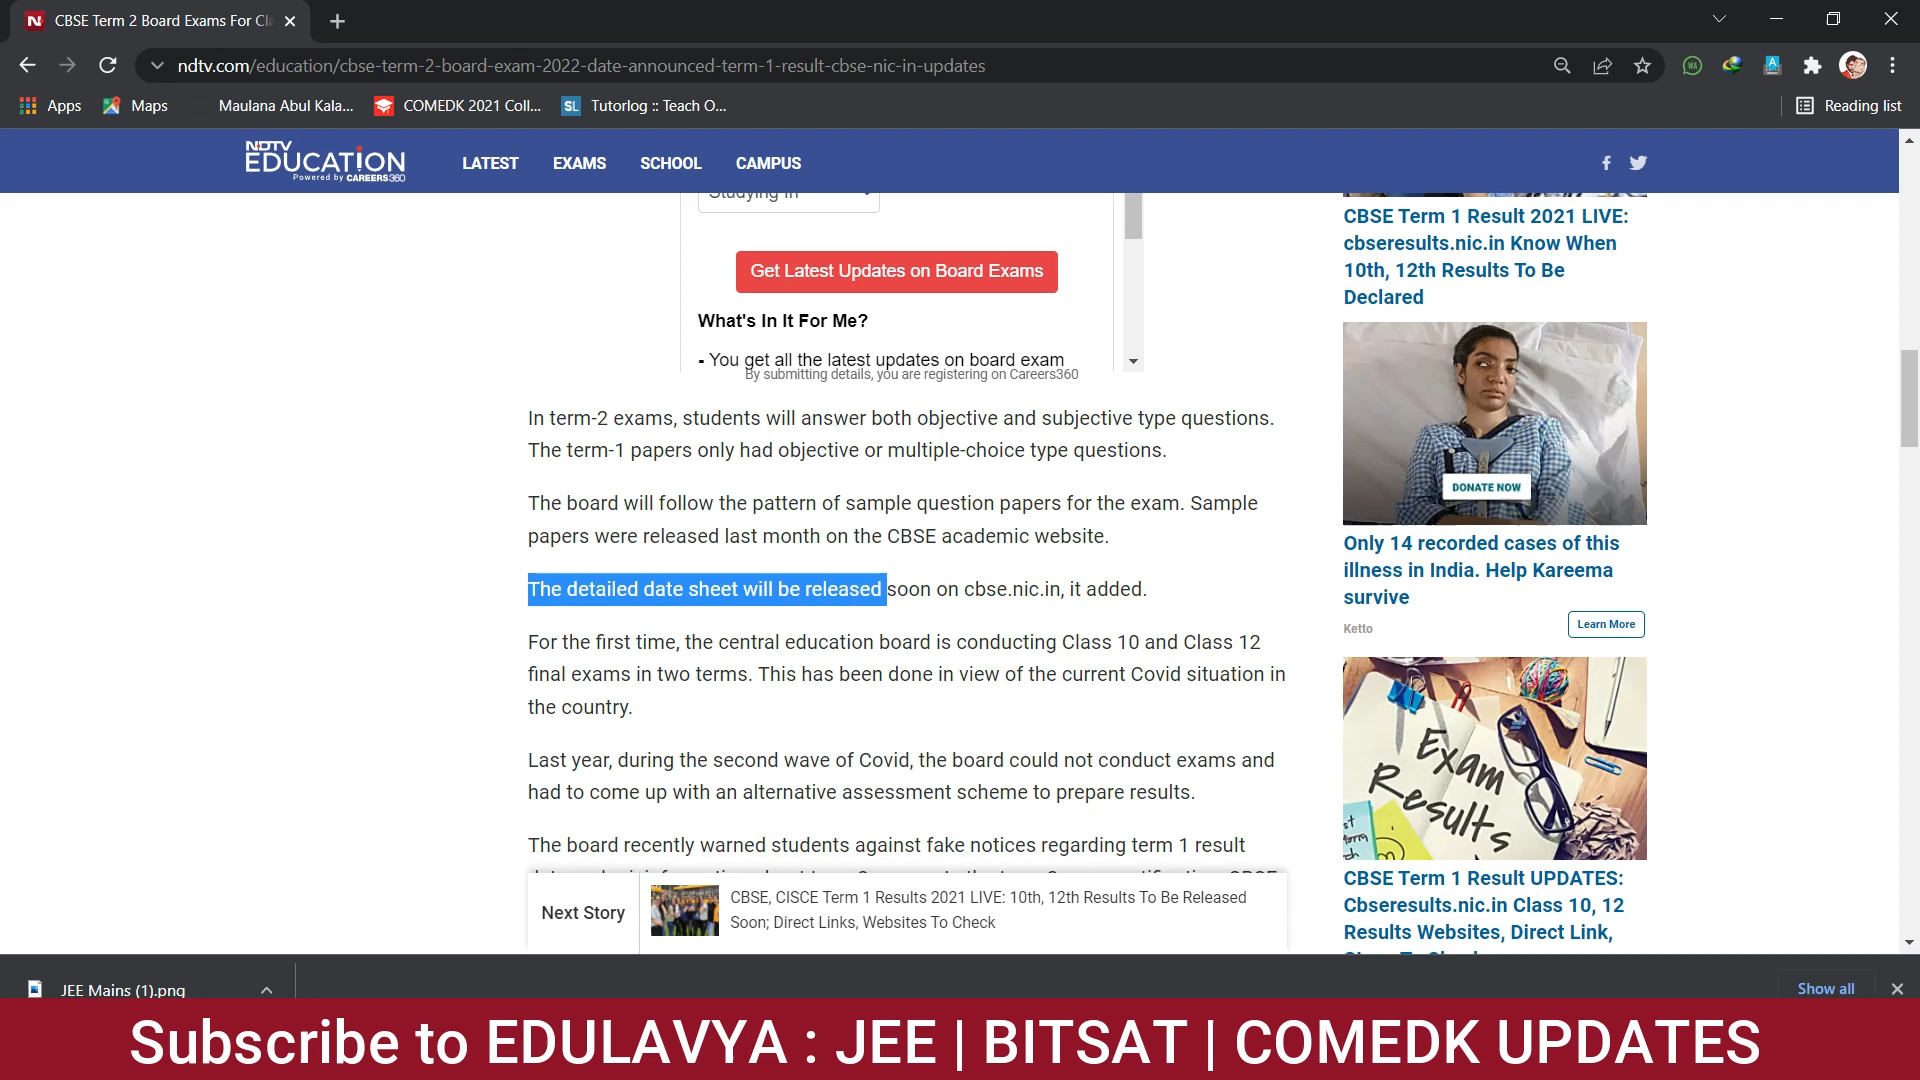 CBSE Term 2 Board Exams For Cla
ndtv.com/education/cbse-term-2-board-exam-2022-date-announced-term-1-result-cbse-nic-in-updates
Apps
Maps
Maulana Abul Kala...
COMEDK 2021 Coll...
SL Tutorlog :: Teach O...
Reading list
NDTV
EDUCATION
Powered by CAREERS360
LATEST EXAMS SCHOOL CAMPUS
Studying In
Get Latest Updates on Board Exams
What's In It For Me?
- You get all the latest updates on board exam
By submitting details, you are registering on Careers360
In term-2 exams, students will answer both objective and subjective type questions.
The term-1 papers only had objective or multiple-choice type questions.
The board will follow the pattern of sample question papers for the exam. Sample
papers were released last month on the CBSE academic website.
The detailed date sheet will be released soon on cbse.nic.in, it added.
For the first time, the central education board is conducting Class 10 and Class 12
final exams in two terms. This has been done in view of the current Covid situation in
the country.
Last year, during the second wave of Covid, the board could not conduct exams and
had to come up with an alternative assessment scheme to prepare results.
The board recently warned students against fake notices regarding term 1 result
Next Story
CBSE, CISCE Term 1 Results 2021 LIVE: 10th, 12th Results To Be Released
Soon; Direct Links, Websites To Check
CBSE Term 1 Result 2021 LIVE:
cbseresults.nic.in Know When
10th, 12th Results To Be
Declared
DONATE NOW
Only 14 recorded cases of this
illness in India. Help Kareema
survive
Ketto
Learn More
Exam
Results
CBSE Term 1 Result UPDATES:
Cbseresults.nic.in Class 10, 12
Results Websites, Direct Link,
JEE Mains (1).png
Show all
Subscribe to EDULAVYA : JEE | BITSAT | COMEDK UPDATES